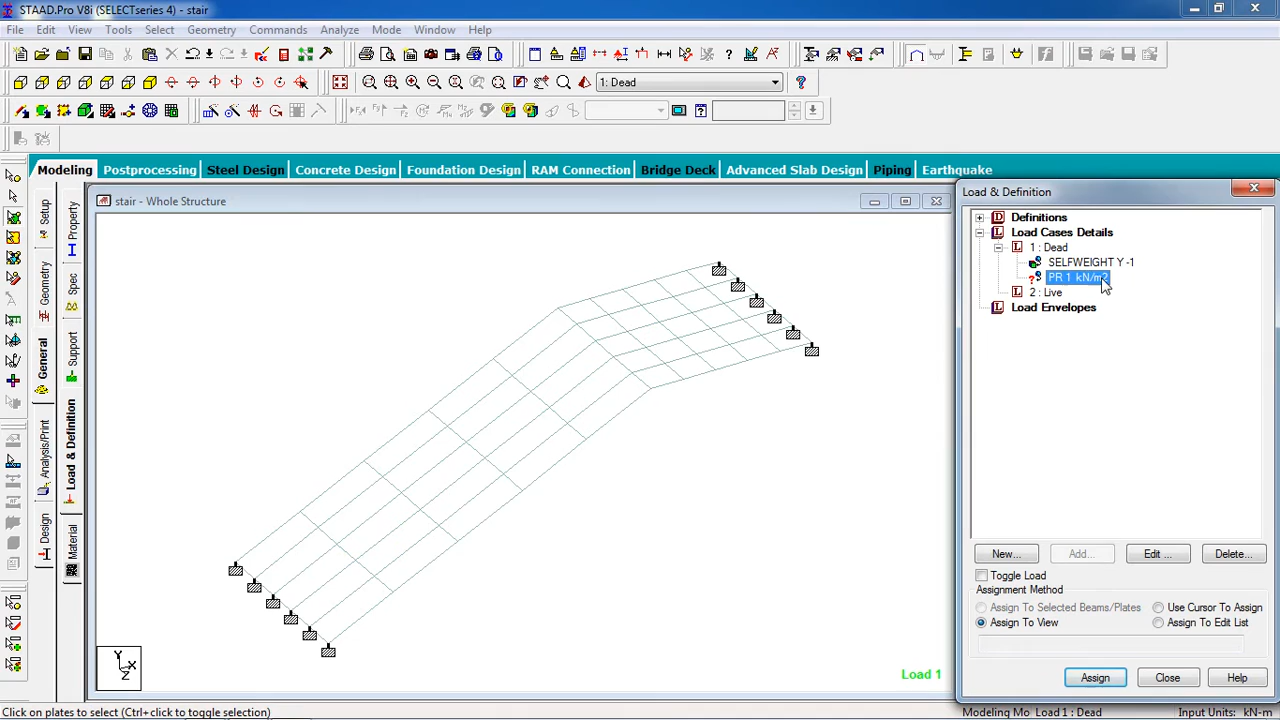 STAAD.Pro V8i (SELECTseries 4) - stair
File Edit View Tools Select Geometry Commands Analyze Mode Window Help
1: Dead
Modeling Postprocessing Steel Design Concrete Design Foundation Design RAM Connection Bridge Deck Advanced Slab Design Piping Earthquake
stair - Whole Structure
Setup
Geometry
General
Analysis/Print
Design
Property
Spec
Support
Load & Definition
Material
Load 1
Y
X
Z
Load & Definition
Definitions
Load Cases Details
1 : Dead
SELFWEIGHT Y -1
PR 1 kN/m2
2 : Live
Load Envelopes
New... Add... Edit ... Delete...
Toggle Load
Assignment Method
Assign To Selected Beams/Plates Use Cursor To Assign
Assign To View Assign To Edit List
Assign Close Help
Click on plates to select (Ctrl+click to toggle selection) Modeling Mo Load 1 : Dead Input Units: kN-m